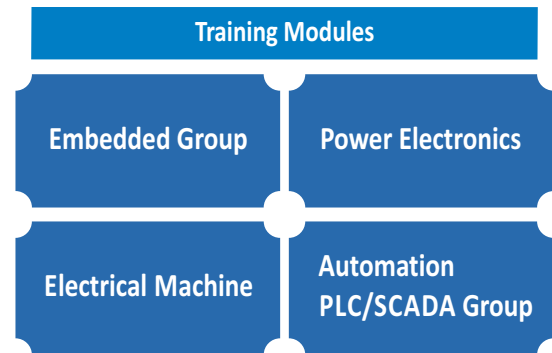 Training Modules
Embedded Group
Power Electronics
Electrical Machine
Automation
PLC/SCADA Group